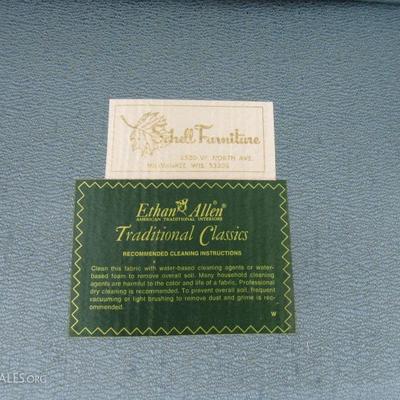 Schell Furniture
NORTH AVE.
MILWAUKEE, WIS. 
Ethan Allen®
AMERICAN TRADITIONAL INTERIORS
Traditional Classics
RECOMMENDED CLEANING INSTRUCTIONS
Clean this fabric with water-based cleaning agents or water-
based foam to remove overall soil. Many household cleaning
agents are harmful to the color and life of a fabric. Professional
dry cleaning is recommended. To prevent overall soil, frequent
vacuuming or light brushing to remove dust and grime is rec-
ommended.
W
ALES.ORG